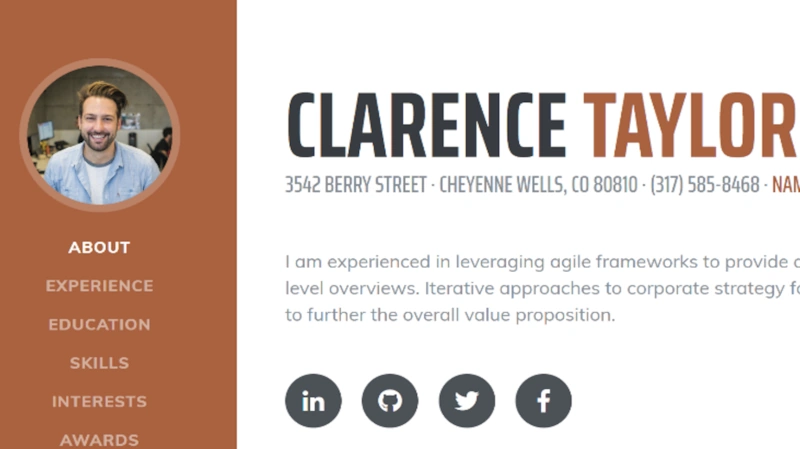 CLARENCE TAYLOR
3542 BERRY STREET · CHEYENNE WELLS, CO 80810 · (317) 585-8468 ·
I am experienced in leveraging agile frameworks to provide
level overviews. Iterative approaches to corporate strategy
to further the overall value proposition.
ABOUT
EXPERIENCE
EDUCATION
SKILLS
INTERESTS
AWARDS
in